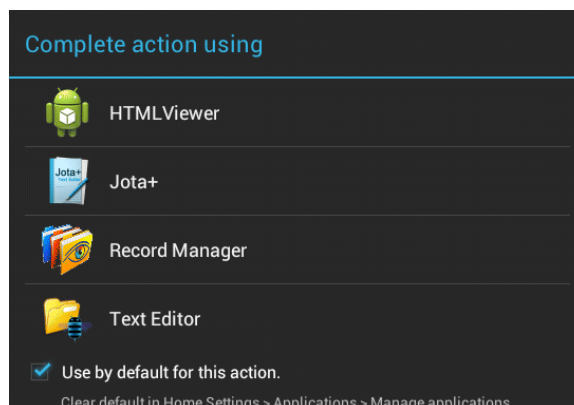 Complete action using
HTMLViewer
Jota+
Jota+
Record Manager
Text Editor
Use by default for this action.
Clear default in Home Settings > Applications > Manage applications